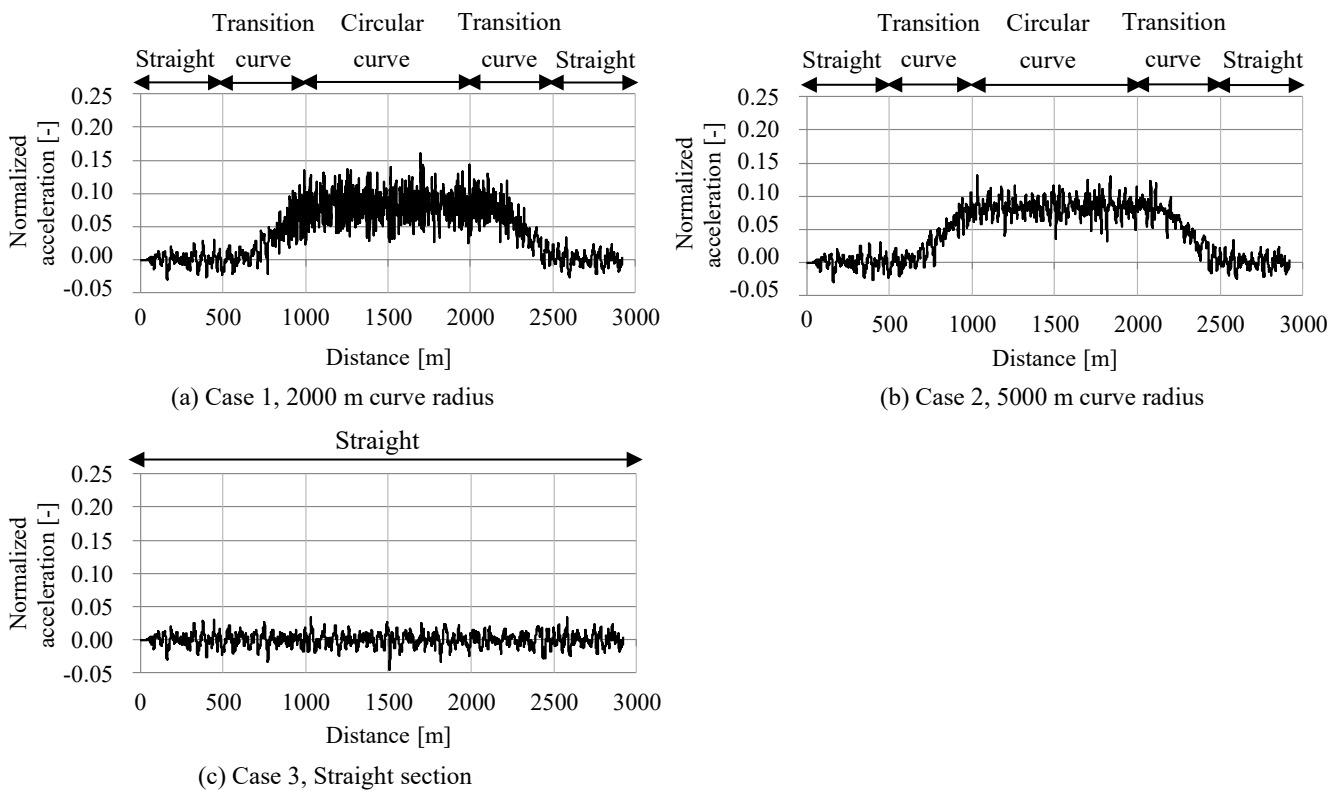 Transition Circular Transition
Straight curve curve curve Straight
Normalized
acceleration [-]
0.25
0.20
0.15
0.10
0.05
0.00
-0.05
0 500 1000 1500 2000 2500 3000
Distance [m]
(a) Case 1, 2000 m curve radius
Transition Circular Transition
Straight curve curve curve Straight
Normalized
acceleration [-]
0.25
0.20
0.15
0.10
0.05
0.00
-0.05
0 500 1000 1500 2000 2500 3000
Distance [m]
(b) Case 2, 5000 m curve radius
Straight
Normalized
acceleration [-]
0.25
0.20
0.15
0.10
0.05
0.00
-0.05
0 500 1000 1500 2000 2500 3000
Distance [m]
(c) Case 3, Straight section